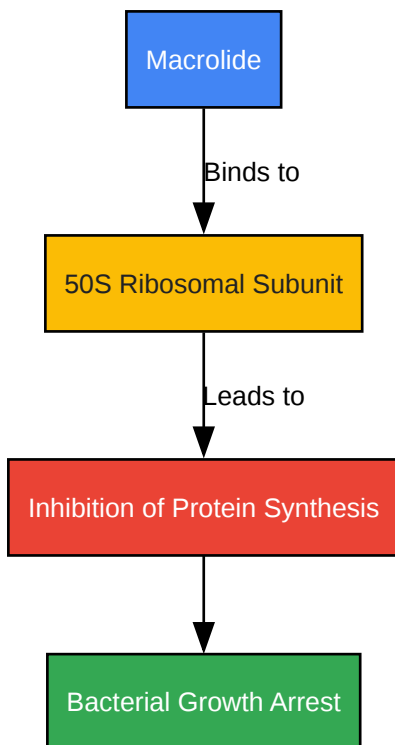 Macrolide
Binds to
50S Ribosomal Subunit
Leads to
Inhibition of Protein Synthesis
Bacterial Growth Arrest